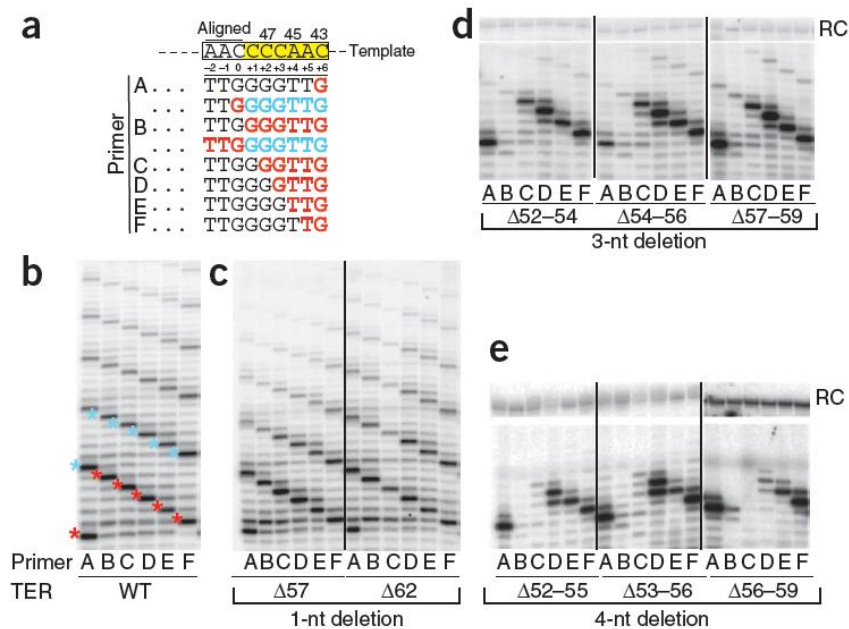 a
Aligned 47 45 43
AACCCCAAC Template
–2 –1 0 +1 +2 +3 +4 +5 +6
Primer
A . . . TTGGGGTTG
. . . TTGGGGTTG
B . . . TTGGGGTTG
. . . TTGGGGTTG
C . . . TTGGGGTTG
D . . . TTGGGGTTG
E . . . TTGGGGTTG
F . . . TTGGGGTTG
b
Primer A B C D E F
TER WT
c
A B C D E F A B C D E F
Δ57 Δ62
1-nt deletion
d
RC
A B C D E F A B C D E F A B C D E F
Δ52–54 Δ54–56 Δ57–59
3-nt deletion
e
RC
A B C D E F A B C D E F A B C D E F
Δ52–55 Δ53–56 Δ56–59
4-nt deletion